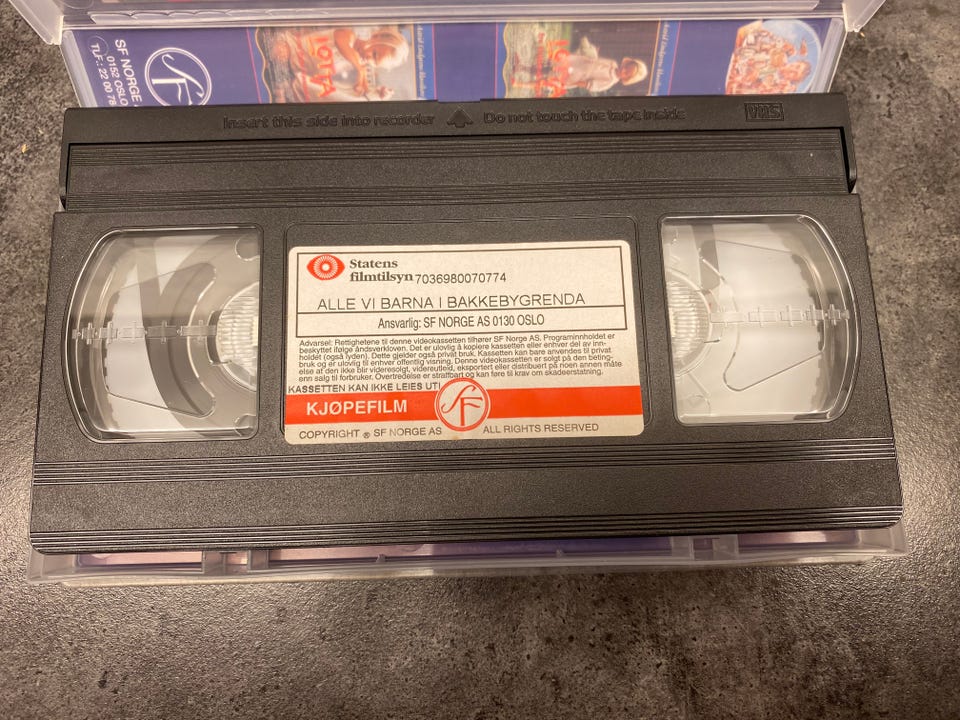 SF NORGE
0152 OSLO
TLF.: 22 00 78
SF
LOTTA
Insert this side into recorder Do not touch the tape inside VHS
Statens
filmtilsyn 7036980070774
ALLE VI BARNA I BAKKEBYGRENDA
Ansvarlig: SF NORGE AS 0130 OSLO
Advarsel: Rettighetene til denne videokassetten tilhører SF Norge AS. Programinnholdet er
beskyttet ifølge åndsverkloven. Det er ulovlig å kopiere kassetten eller enhver del av inn-
holdet (også lyden). Dette gjelder også privat bruk. Kassetten kan bare anvendes til privat
bruk og er ulovlig til enhver offentlig visning. Denne videokassetten er solgt på den beting-
else at den ikke blir videresolgt, videreutleid, eksportert eller distribuert på noen annen måte
enn salg til forbruker. Overtredelse er straffbart og kan føre til krav om skadeerstatning.
KASSETTEN KAN IKKE LEIES UT!
KJØPEFILM SF
COPYRIGHT ® SF NORGE AS ALL RIGHTS RESERVED